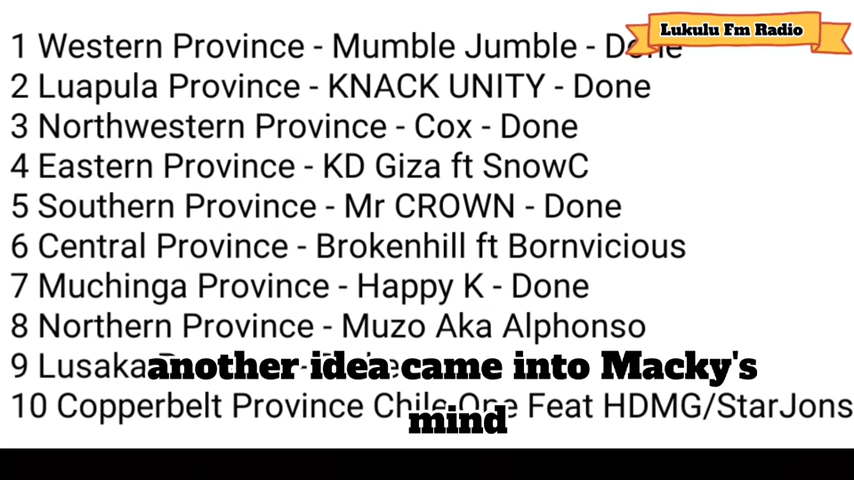 Lukulu Fm Radio
1 Western Province - Mumble Jumble - Done
2 Luapula Province - KNACK UNITY - Done
3 Northwestern Province - Cox - Done
4 Eastern Province - KD Giza ft SnowC
5 Southern Province - Mr CROWN - Done
6 Central Province - Brokenhill ft Bornvicious
7 Muchinga Province - Happy K - Done
8 Northern Province - Muzo Aka Alphonso
9 Lusaka
another idea came into Macky's
10 Copperbelt Province Chile One Feat HDMG/StarJons
mind